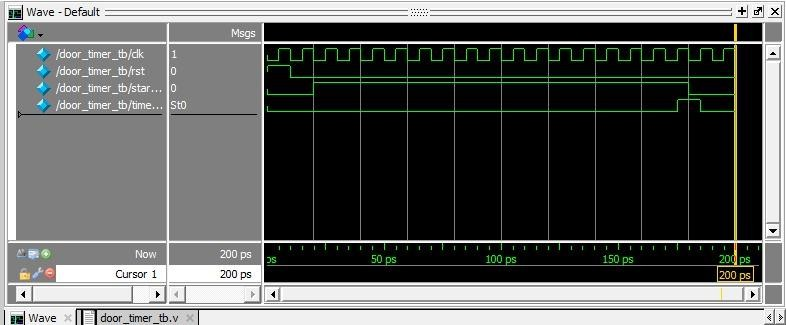 Wave - Default
Msgs
/door_timer_tb/clk 1
/door_timer_tb/rst 0
/door_timer_tb/star... 0
/door_timer_tb/time... St0
Now 200 ps
Cursor 1 200 ps
ps 50 ps 100 ps 150 ps 200 ps
200 ps
Wave door_timer_tb.v